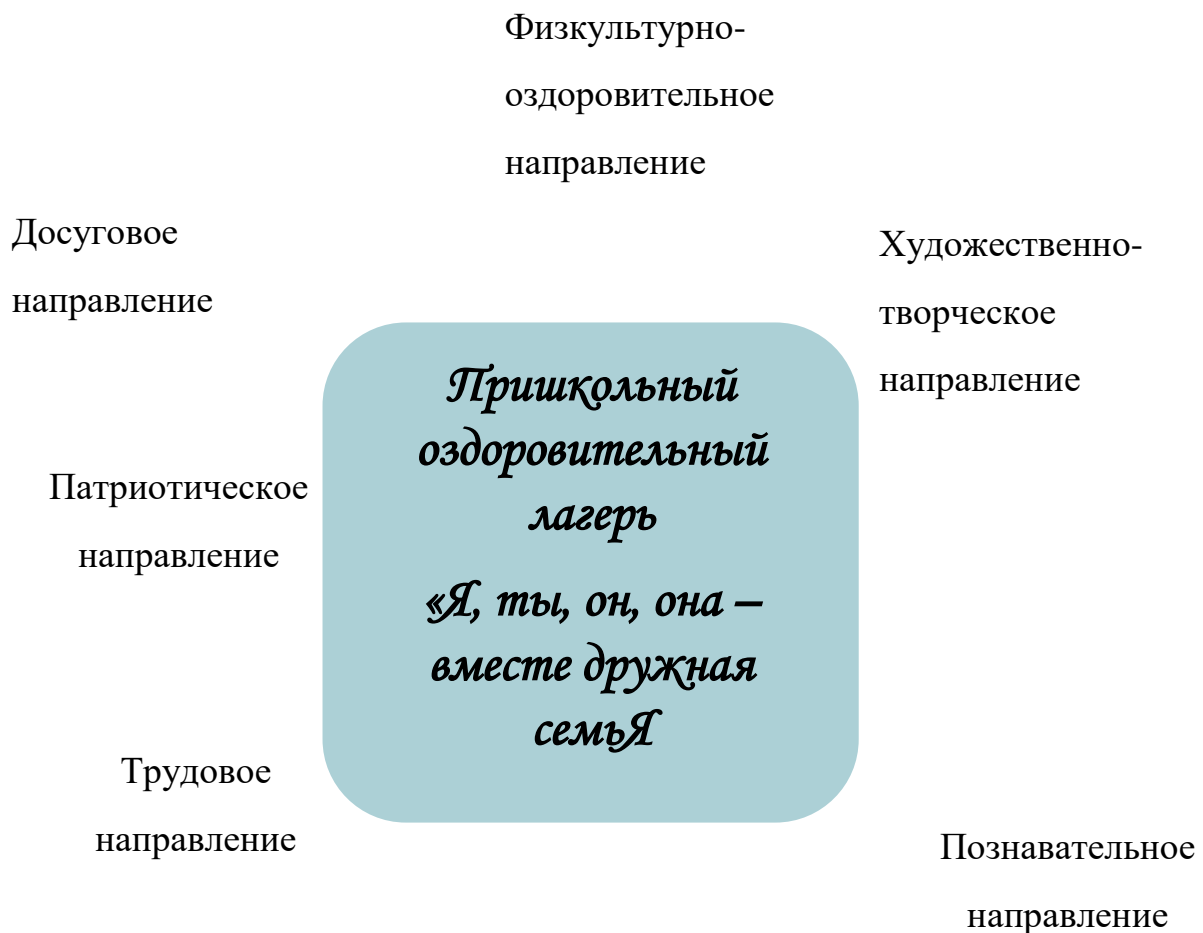 Физкультурно-
оздоровительное
направление
Досуговое
направление
Художественно-
творческое
направление
Пришкольный
оздоровительный
лагерь
«Я, ты, он, она –
вместе дружная
семьЯ
Патриотическое
направление
Трудовое
направление
Познавательное
направление